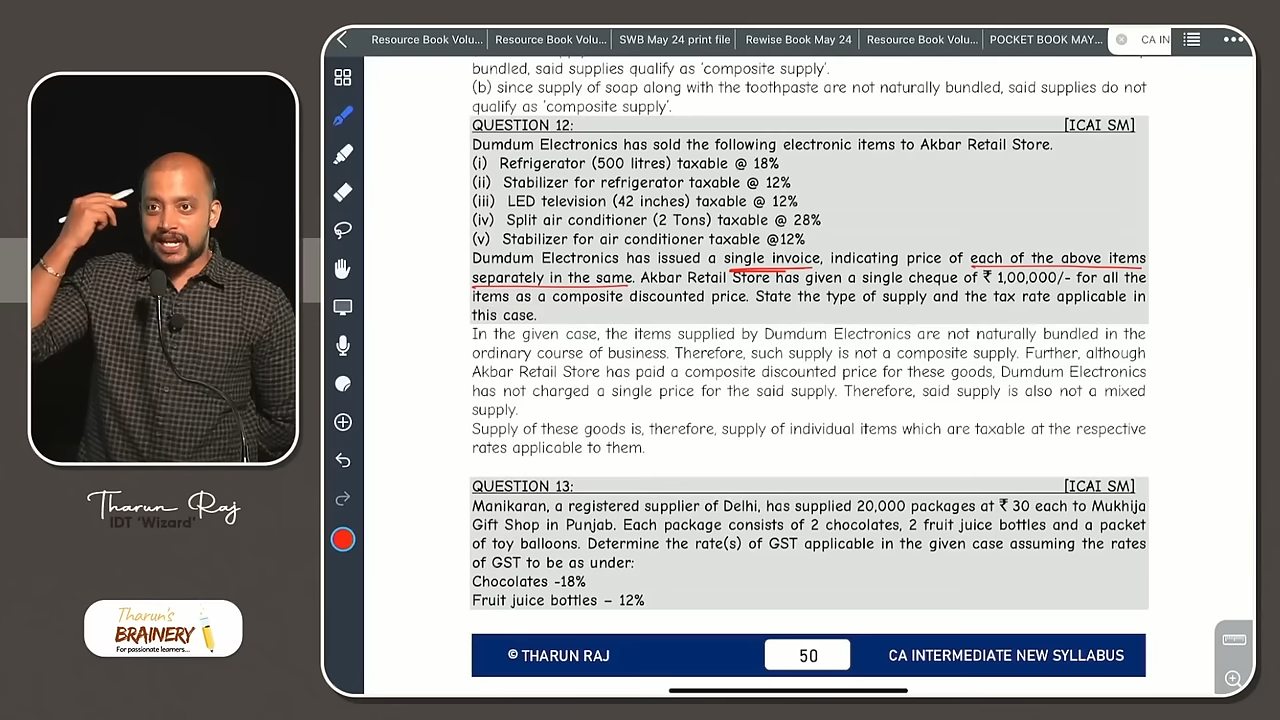 Resource Book Volu... Resource Book Volu... SWB May 24 print file Rewise Book May 24 Resource Book Volu... POCKET BOOK MAY... CA IN
bundled, said supplies qualify as 'composite supply'.
(b) since supply of soap along with the toothpaste are not naturally bundled, said supplies do not
qualify as 'composite supply'.
QUESTION 12: [ICAI SM]
Dumdum Electronics has sold the following electronic items to Akbar Retail Store.
(i) Refrigerator (500 litres) taxable @ 18%
(ii) Stabilizer for refrigerator taxable @ 12%
(iii) LED television (42 inches) taxable @ 12%
(iv) Split air conditioner (2 Tons) taxable @ 28%
(v) Stabilizer for air conditioner taxable @12%
Dumdum Electronics has issued a single invoice, indicating price of each of the above items
separately in the same. Akbar Retail Store has given a single cheque of ₹ 1,00,000/- for all the
items as a composite discounted price. State the type of supply and the tax rate applicable in
this case.
In the given case, the items supplied by Dumdum Electronics are not naturally bundled in the
ordinary course of business. Therefore, such supply is not a composite supply. Further, although
Akbar Retail Store has paid a composite discounted price for these goods, Dumdum Electronics
has not charged a single price for the said supply. Therefore, said supply is also not a mixed
supply.
Supply of these goods is, therefore, supply of individual items which are taxable at the respective
rates applicable to them.
QUESTION 13: [ICAI SM]
Manikaran, a registered supplier of Delhi, has supplied 20,000 packages at ₹ 30 each to Mukhija
Gift Shop in Punjab. Each package consists of 2 chocolates, 2 fruit juice bottles and a packet
of toy balloons. Determine the rate(s) of GST applicable in the given case assuming the rates
of GST to be as under:
Chocolates -18%
Fruit juice bottles – 12%
© THARUN RAJ 50 CA INTERMEDIATE NEW SYLLABUS
Tharun Raj
IDT 'Wizard'
Tharun's
BRAINERY
For passionate learners...